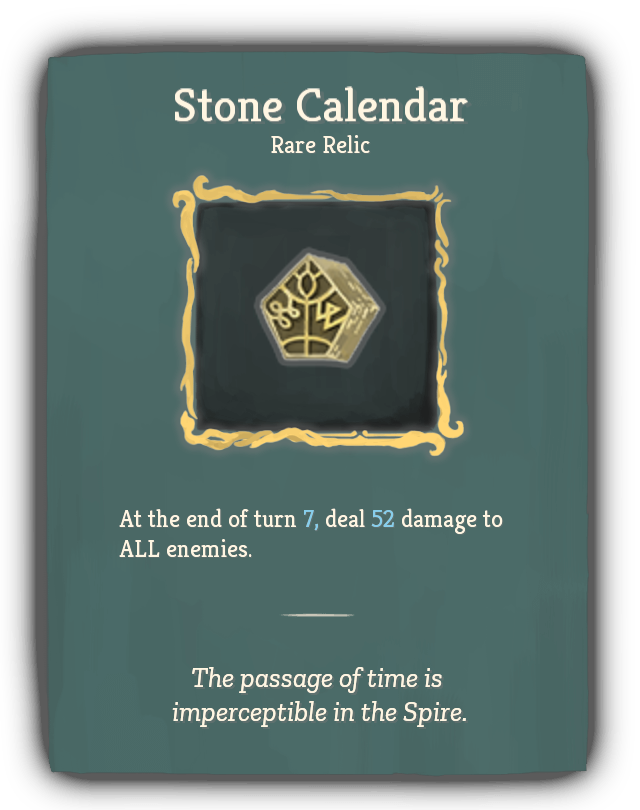 Stone Calendar
Rare Relic
At the end of turn 7, deal 52 damage to
ALL enemies.
The passage of time is
imperceptible in the Spire.